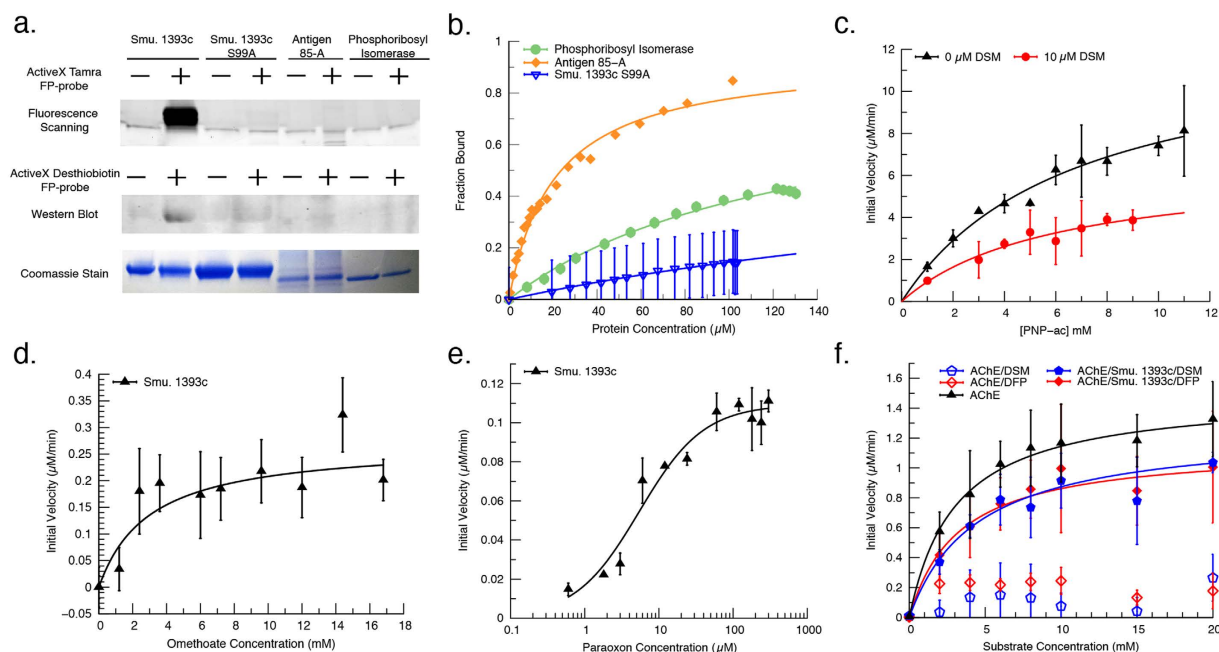 a.
Smu. 1393c Smu. 1393c S99A Antigen 85-A Phosphoribosyl Isomerase
ActiveX Tamra FP-probe — + — + — + — +
Fluorescence Scanning
ActiveX Desthiobiotin FP-probe — + — + — + — +
Western Blot
Coomassie Stain
b.
Phosphoribosyl Isomerase
Antigen 85–A
Smu. 1393c S99A
Fraction Bound
1
0.8
0.6
0.4
0.2
0
0 20 40 60 80 100 120 140
Protein Concentration (µM)
c.
0 µM DSM 10 µM DSM
Initial Velocity (µM/min)
12
10
8
6
4
2
0
0 2 4 6 8 10 12
[PNP–ac] mM
d.
Smu. 1393c
Initial Velocity (µM/min)
0.4
0.35
0.3
0.25
0.2
0.15
0.1
0.05
0
−0.05
0 2 4 6 8 10 12 14 16 18
Omethoate Concentration (mM)
e.
Smu. 1393c
Initial Velocity (µM/min)
0.12
0.1
0.08
0.06
0.04
0.02
0
0.1 1 10 100 1000
Paraoxon Concentration (µM)
f.
AChE/DSM AChE/Smu. 1393c/DSM
AChE/DFP AChE/Smu. 1393c/DFP
AChE
Initial Velocity (µM/min)
1.6
1.4
1.2
1
0.8
0.6
0.4
0.2
0
0 5 10 15 20
Substrate Concentration (mM)